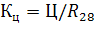 Кц = Ц/R28